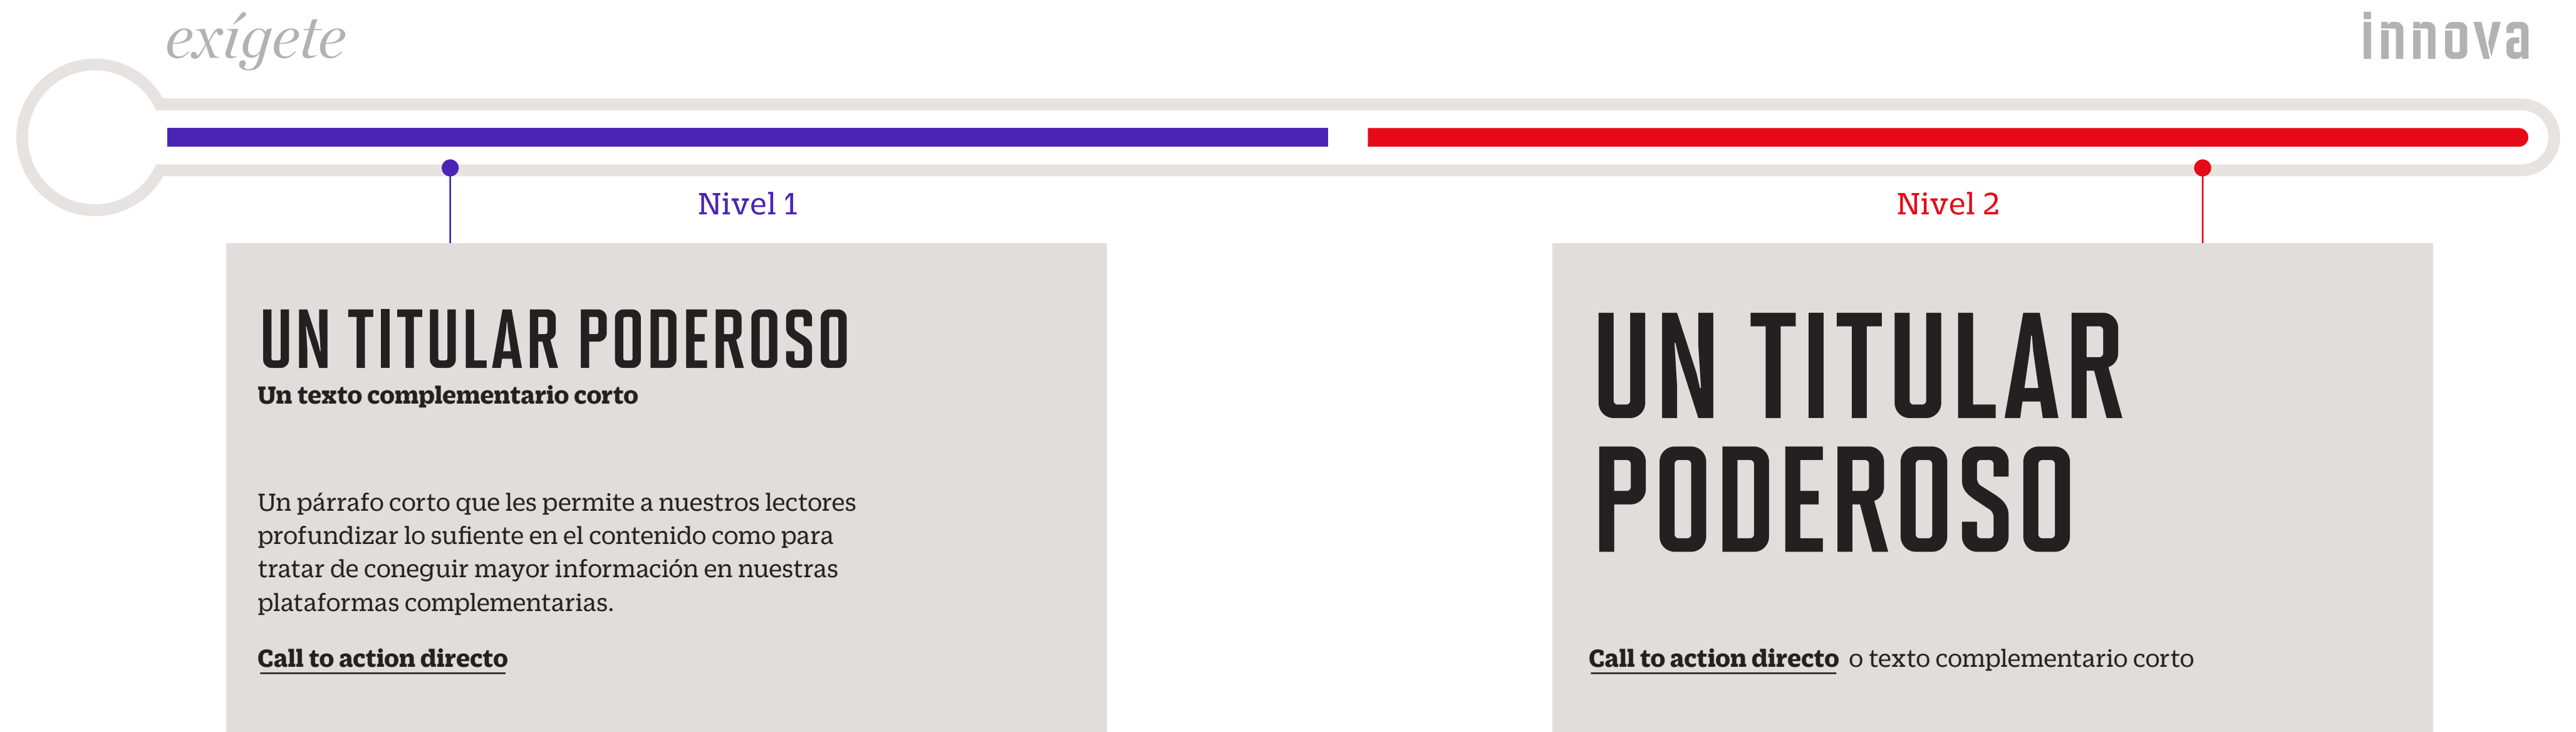 exígete
innova
Nivel 1
Nivel 2
UN TITULAR PODEROSO
Un texto complementario corto
Un párrafo corto que les permite a nuestros lectores
profundizar lo sufiente en el contenido como para
tratar de coneguir mayor información en nuestras
plataformas complementarias.
Call to action directo
UN TITULAR
PODEROSO
Call to action directo o texto complementario corto